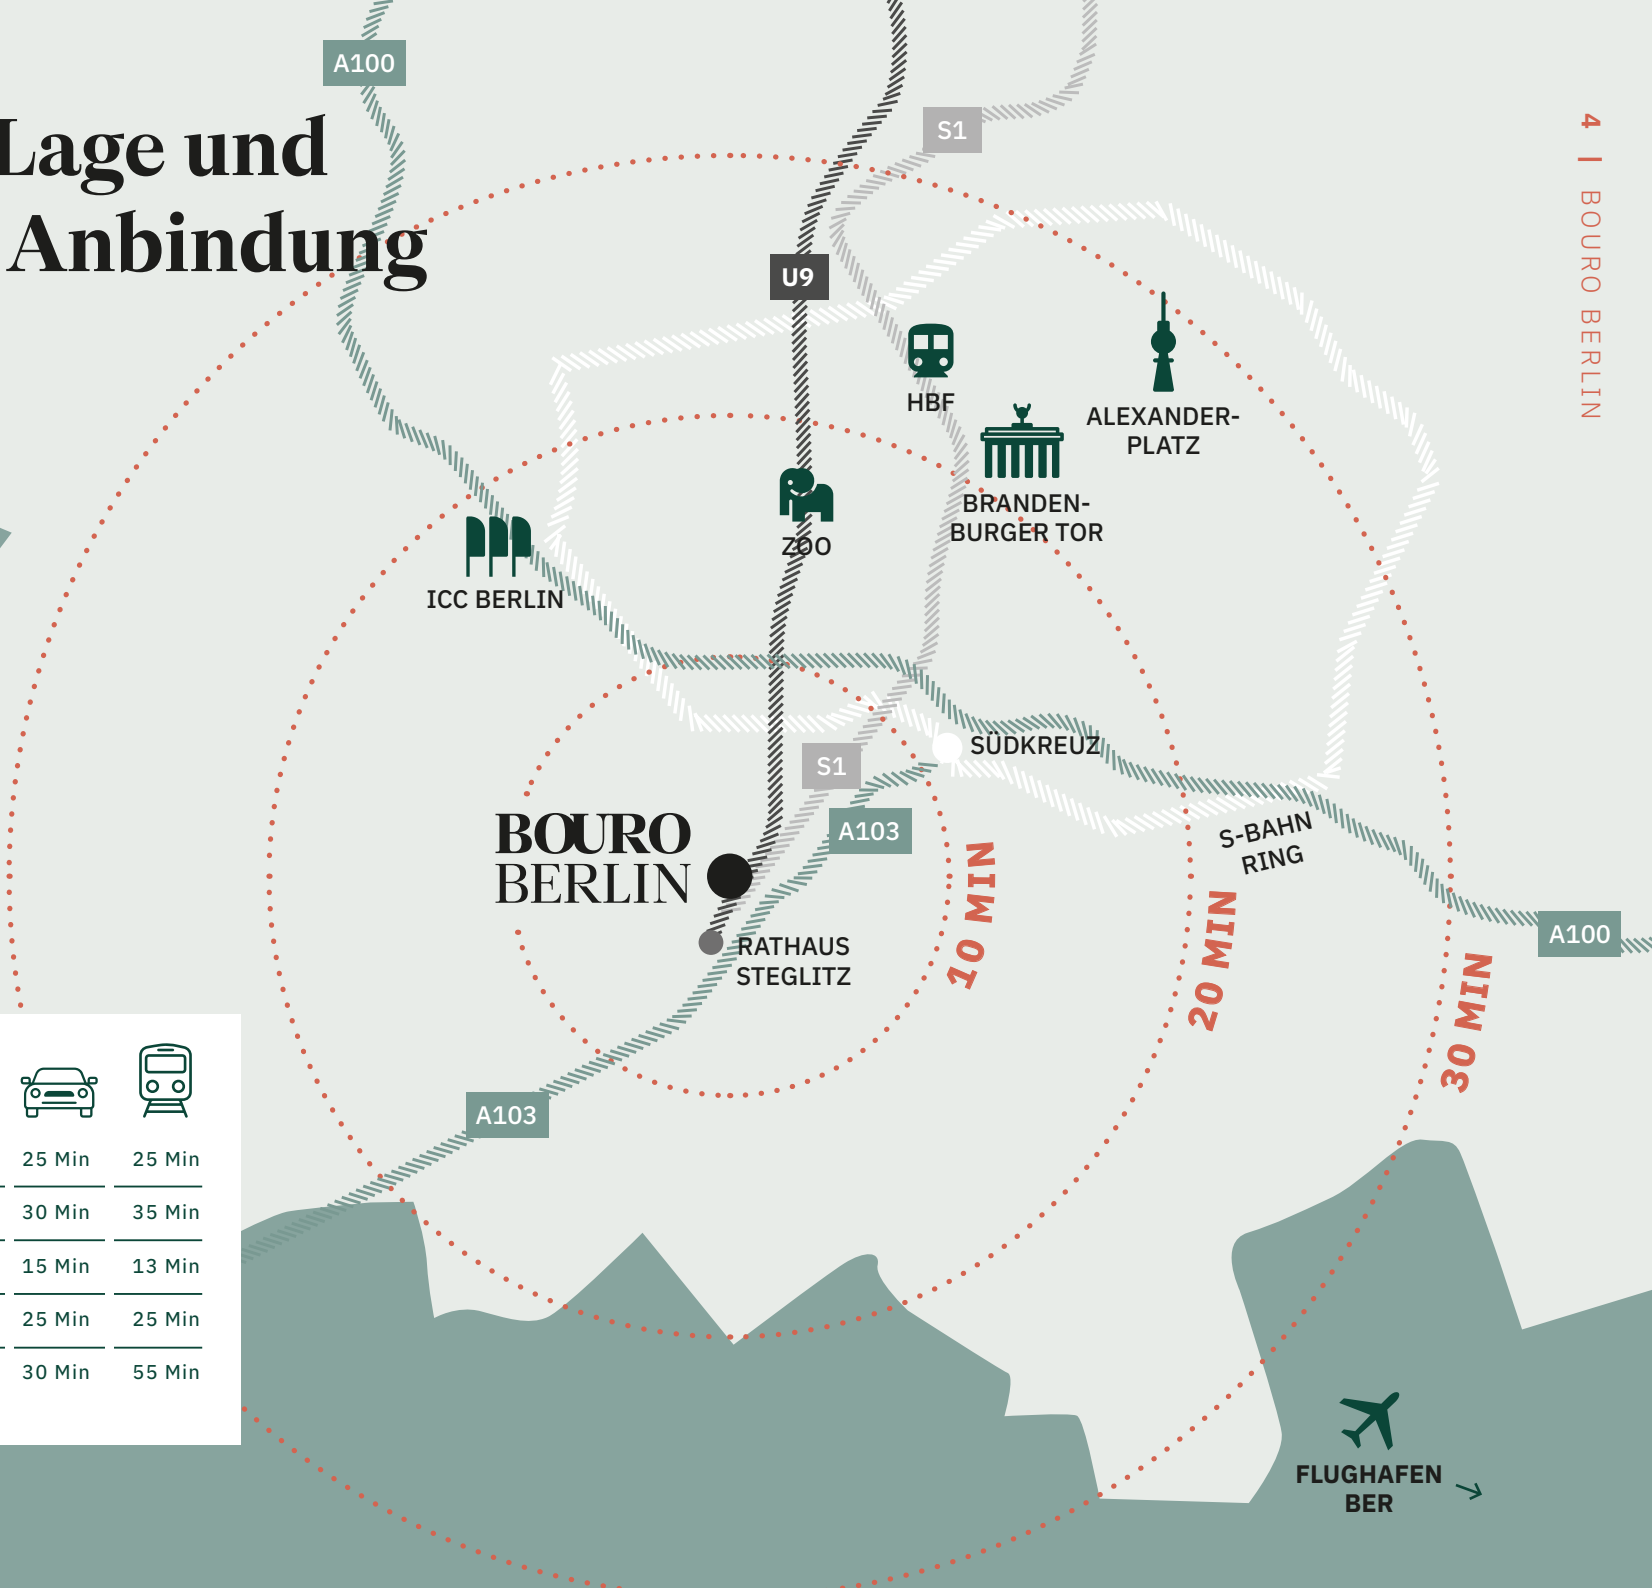 A100
S1
Lage und
Anbindung
4 | BOURO BERLIN
U9
HBF
ALEXANDER-
PLATZ
BRANDEN-
BURGER TOR
ZOO
ICC BERLIN
SÜDKREUZ
S1
A103
S-BAHN
RING
BOURO
BERLIN
RATHAUS
STEGLITZ
10 MIN
20 MIN
30 MIN
A100
A103
25 Min 25 Min
30 Min 35 Min
15 Min 13 Min
25 Min 25 Min
30 Min 55 Min
FLUGHAFEN
BER